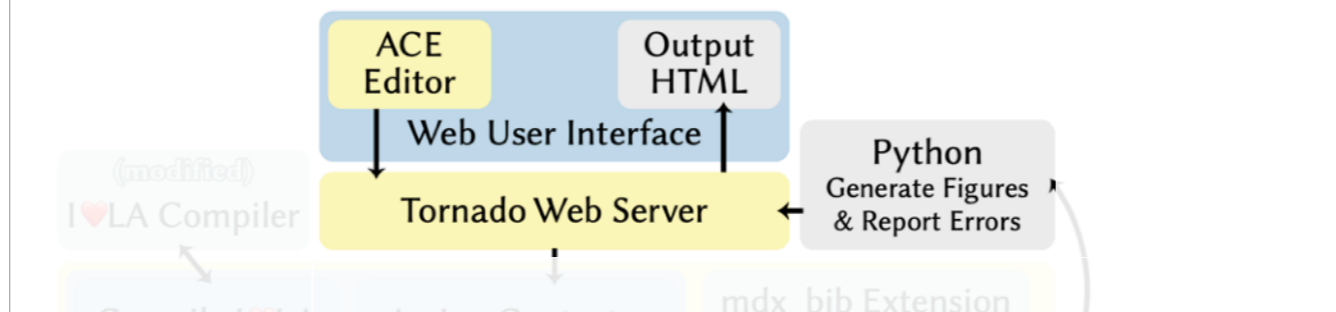 ACE
Editor
Output
HTML
Web User Interface
Python
Generate Figures
& Report Errors
(modified)
I❤LA Compiler
Tornado Web Server
mdx_bib Extension